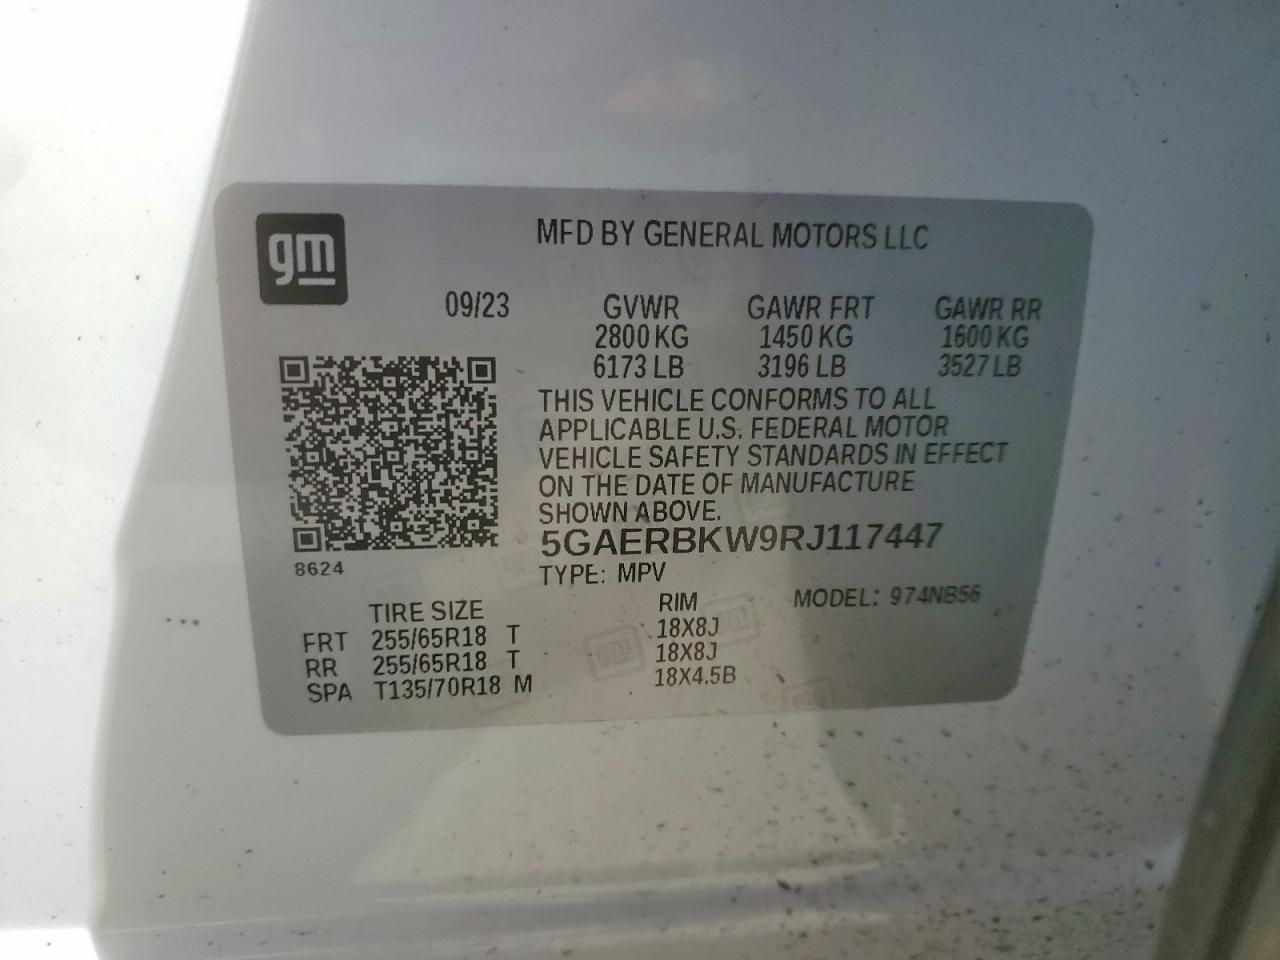 gm
MFD BY GENERAL MOTORS LLC
09/23 GVWR GAWR FRT GAWR RR
2800 KG 1450 KG 1600 KG
6173 LB 3196 LB 3527 LB
THIS VEHICLE CONFORMS TO ALL
APPLICABLE U.S. FEDERAL MOTOR
VEHICLE SAFETY STANDARDS IN EFFECT
ON THE DATE OF MANUFACTURE
SHOWN ABOVE.
5GAERBKW9RJ117447
8624
TYPE: MPV
MODEL: 974NB56
TIRE SIZE RIM
FRT 255/65R18 T 18X8J
RR 255/65R18 T 18X8J
SPA T135/70R18 M 18X4.5B